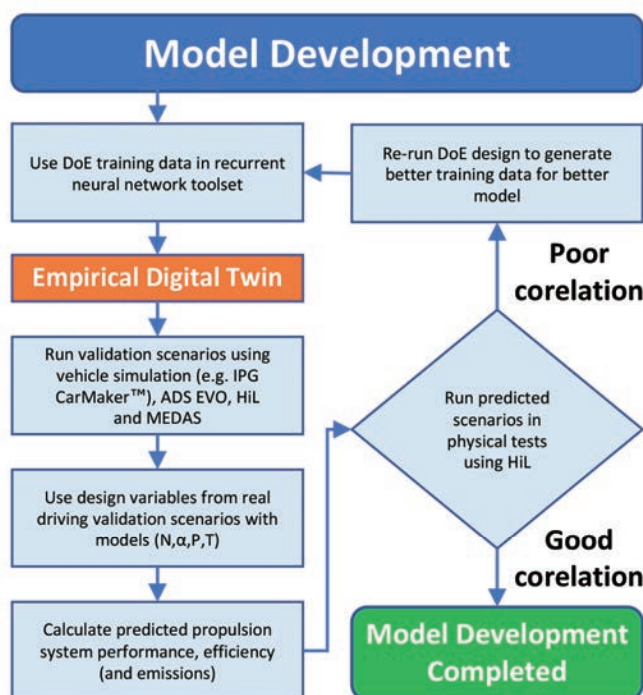 Model Development
Use DoE training data in recurrent
neural network toolset
Empirical Digital Twin
Run validation scenarios using
vehicle simulation (e.g. IPG
CarMaker™), ADS EVO, HiL
and MEDAS
Use design variables from real
driving validation scenarios with
models (N,α,P,T)
Calculate predicted propulsion
system performance, efficiency
(and emissions)
Run predicted
scenarios in
physical tests
using HiL
Poor
corelation
Re-run DoE design to generate
better training data for better
model
Good
corelation
Model Development
Completed